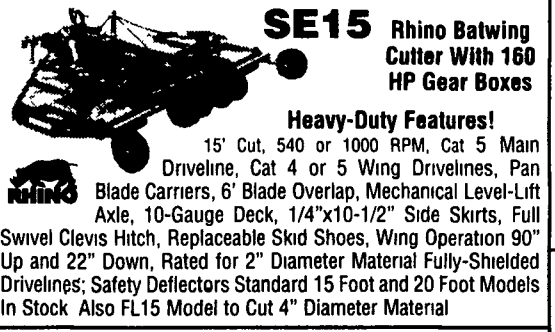 SE15
Rhino Batwing
Cutter With 160
HP Gear Boxes
Heavy-Duty Features!
15' Cut, 540 or 1000 RPM, Cat 5 Main
Driveline, Cat 4 or 5 Wing Drivelines, Pan
RHINO
Blade Carriers, 6' Blade Overlap, Mechanical Level-Lift
Axle, 10-Gauge Deck, 1/4"x10-1/2" Side Skirts, Full
Swivel Clevis Hitch, Replaceable Skid Shoes, Wing Operation 90"
Up and 22" Down, Rated for 2" Diameter Material Fully-Shielded
Drivelines; Safety Deflectors Standard 15 Foot and 20 Foot Models
In Stock Also FL15 Model to Cut 4" Diameter Material